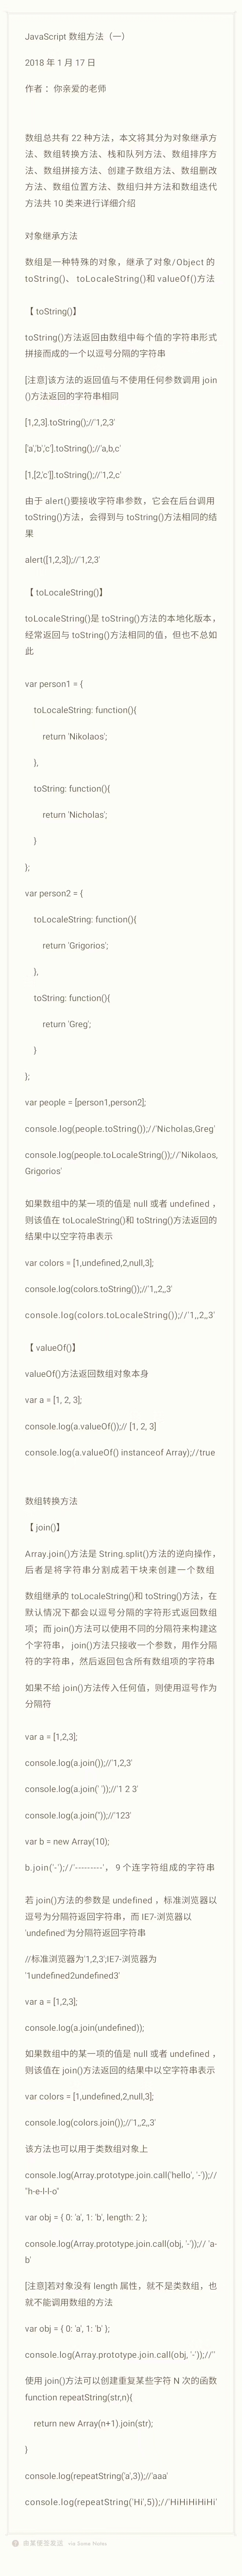 JavaScript 数组方法（一）
2018 年 1 月 17 日
作者 ：你亲爱的老师
数组总共有 22 种方法，本文将其分为对象继承方
法、数组转换方法、栈和队列方法、数组排序方
法、数组拼接方法、创建子数组方法、数组删改
方法、数组位置方法、数组归并方法和数组迭代
方法共 10 类来进行详细介绍
对象继承方法
数组是一种特殊的对象，继承了对象/Object 的
toString()、 toLocaleString()和 valueOf()方法
【 toString()】
toString()方法返回由数组中每个值的字符串形式
拼接而成的一个以逗号分隔的字符串
[注意]该方法的返回值与不使用任何参数调用 join
()方法返回的字符串相同
[1,2,3].toString();//'1,2,3'
['a','b','c'].toString();//'a,b,c'
[1,[2,'c']].toString();//'1,2,c'
由于 alert()要接收字符串参数，它会在后台调用
toString()方法，会得到与 toString()方法相同的结
果
alert([1,2,3]);//'1,2,3'
【 toLocaleString()】
toLocaleString()是 toString()方法的本地化版本，
经常返回与 toString()方法相同的值，但也不总如
此
var person1 = {
toLocaleString: function(){
return 'Nikolaos';
},
toString: function(){
return 'Nicholas';
}
};
var person2 = {
toLocaleString: function(){
return 'Grigorios';
},
toString: function(){
return 'Greg';
}
};
var people = [person1,person2];
console.log(people.toString());//'Nicholas,Greg'
console.log(people.toLocaleString());//'Nikolaos,
Grigorios'
如果数组中的某一项的值是 null 或者 undefined ，
则该值在 toLocaleString()和 toString()方法返回的
结果中以空字符串表示
var colors = [1,undefined,2,null,3];
console.log(colors.toString());//'1,,2,,3'
console.log(colors.toLocaleString());//'1,,2,,3'
【 valueOf()】
valueOf()方法返回数组对象本身
var a = [1, 2, 3];
console.log(a.valueOf());// [1, 2, 3]
console.log(a.valueOf() instanceof Array);//true
数组转换方法
【 join()】
Array.join()方法是 String.split()方法的逆向操作，
后者是将字符串分割成若干块来创建一个数组
数组继承的 toLocaleString()和 toString()方法，在
默认情况下都会以逗号分隔的字符形式返回数组
项；而 join()方法可以使用不同的分隔符来构建这
个字符串， join()方法只接收一个参数，用作分隔
符的字符串，然后返回包含所有数组项的字符串
如果不给 join()方法传入任何值，则使用逗号作为
分隔符
var a = [1,2,3];
console.log(a.join());//'1,2,3'
console.log(a.join(' '));//'1 2 3'
console.log(a.join(''));//'123'
var b = new Array(10);
b.join('-');//'---------'， 9 个连字符组成的字符串
若 join()方法的参数是 undefined ，标准浏览器以
逗号为分隔符返回字符串，而 IE7-浏览器以
'undefined'为分隔符返回字符串
//标准浏览器为'1,2,3';IE7-浏览器为
'1undefined2undefined3'
var a = [1,2,3];
console.log(a.join(undefined));
如果数组中的某一项的值是 null 或者 undefined ，
则该值在 join()方法返回的结果中以空字符串表示
var colors = [1,undefined,2,null,3];
console.log(colors.join());//'1,,2,,3'
该方法也可以用于类数组对象上
console.log(Array.prototype.join.call('hello', '-'));//
"h-e-l-l-o"
var obj = { 0: 'a', 1: 'b', length: 2 };
console.log(Array.prototype.join.call(obj, '-'));// 'a-
b'
[注意]若对象没有 length 属性，就不是类数组，也
就不能调用数组的方法
var obj = { 0: 'a', 1: 'b' };
console.log(Array.prototype.join.call(obj, '-'));//''
使用 join()方法可以创建重复某些字符 N 次的函数
function repeatString(str,n){
return new Array(n+1).join(str);
}
console.log(repeatString('a',3));//'aaa'
console.log(repeatString('Hi',5));//'HiHiHiHiHi'
由某便签发送 via Some Notes